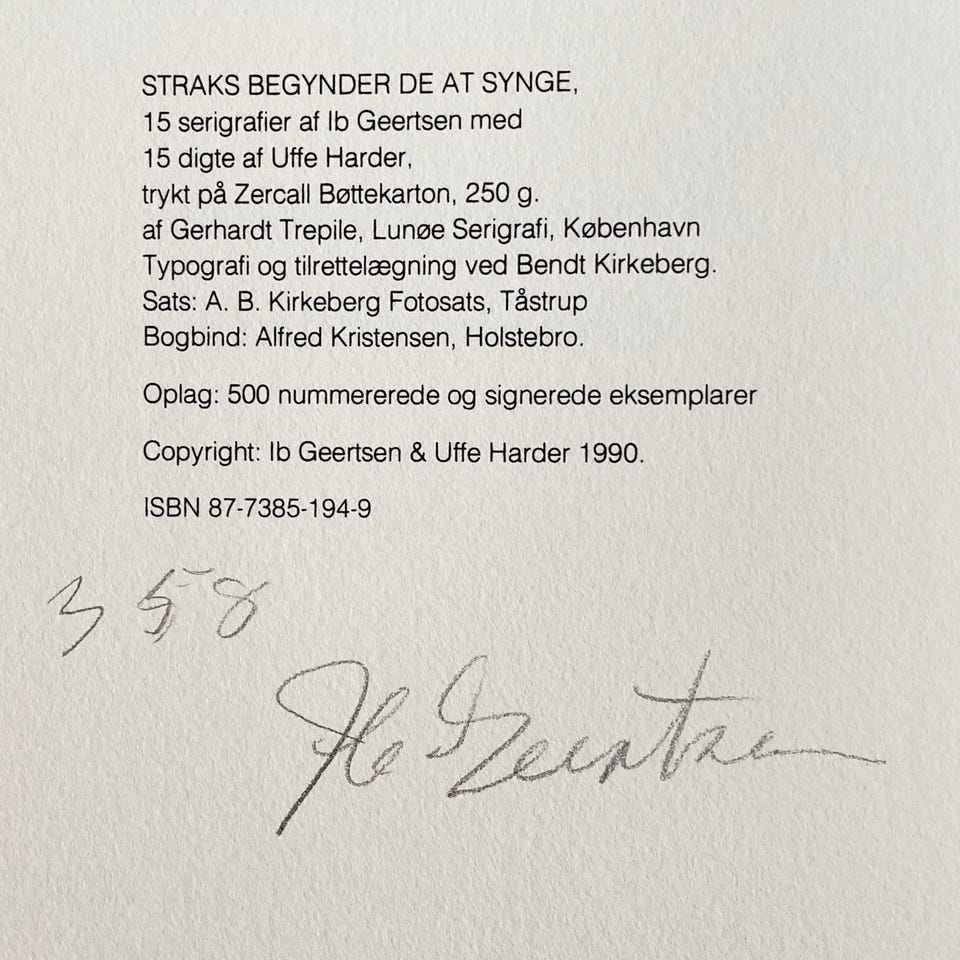 STRAKS BEGYNDER DE AT SYNGE,
15 serigrafier af Ib Geertsen med
15 digte af Uffe Harder,
trykt på Zercall Bøttekarton, 250 g.
af Gerhardt Trepile, Lunøe Serigrafi, København
Typografi og tilrettelægning ved Bendt Kirkeberg.
Sats: A. B. Kirkeberg Fotosats, Tåstrup
Bogbind: Alfred Kristensen, Holstebro.
Oplag: 500 nummererede og signerede eksemplarer
Copyright: Ib Geertsen & Uffe Harder 1990.
ISBN 87-7385-194-9
358
Ib Geertsen